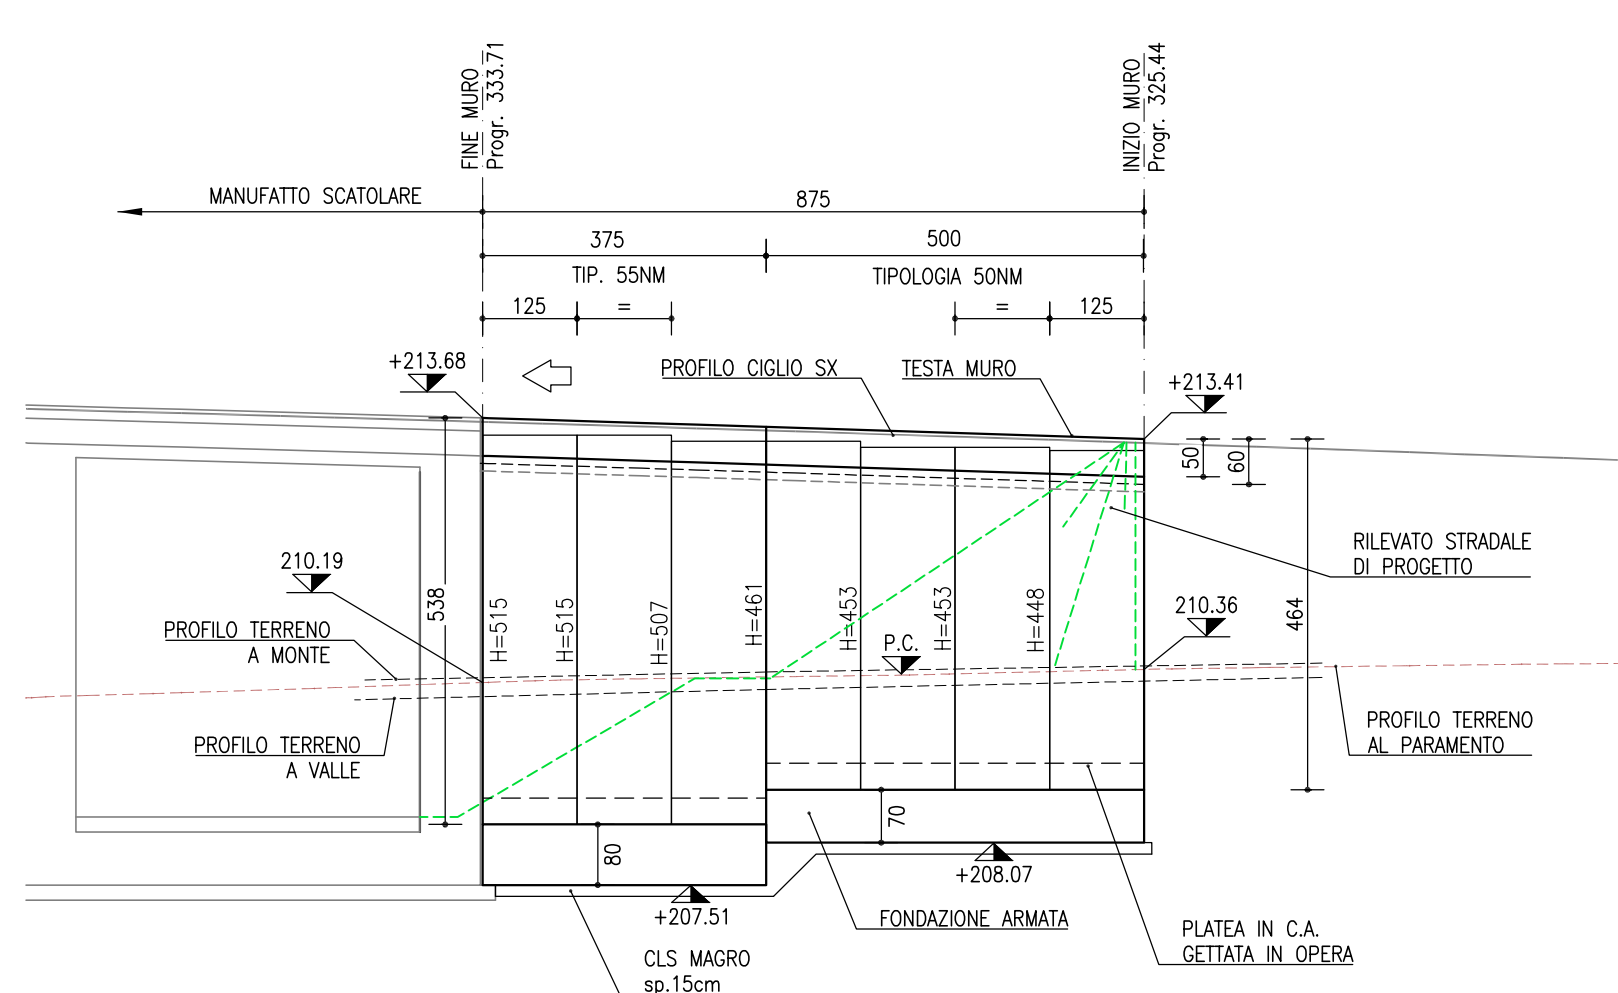 FINE MURO
Progr. 333.71
INIZIO MURO
Progr. 325.44
MANUFATTO SCATOLARE
875
375
500
TIP. 55NM
TIPOLOGIA 50NM
125
=
=
125
+213.68
PROFILO CIGLIO SX
TESTA MURO
+213.41
50
60
RILEVATO STRADALE
DI PROGETTO
210.19
538
H=515
H=515
H=507
H=461
H=453
H=453
H=448
P.C.
210.36
464
PROFILO TERRENO
A MONTE
PROFILO TERRENO
A VALLE
PROFILO TERRENO
AL PARAMENTO
70
80
+208.07
+207.51
FONDAZIONE ARMATA
PLATEA IN C.A.
GETTATA IN OPERA
CLS MAGRO
sp.15cm